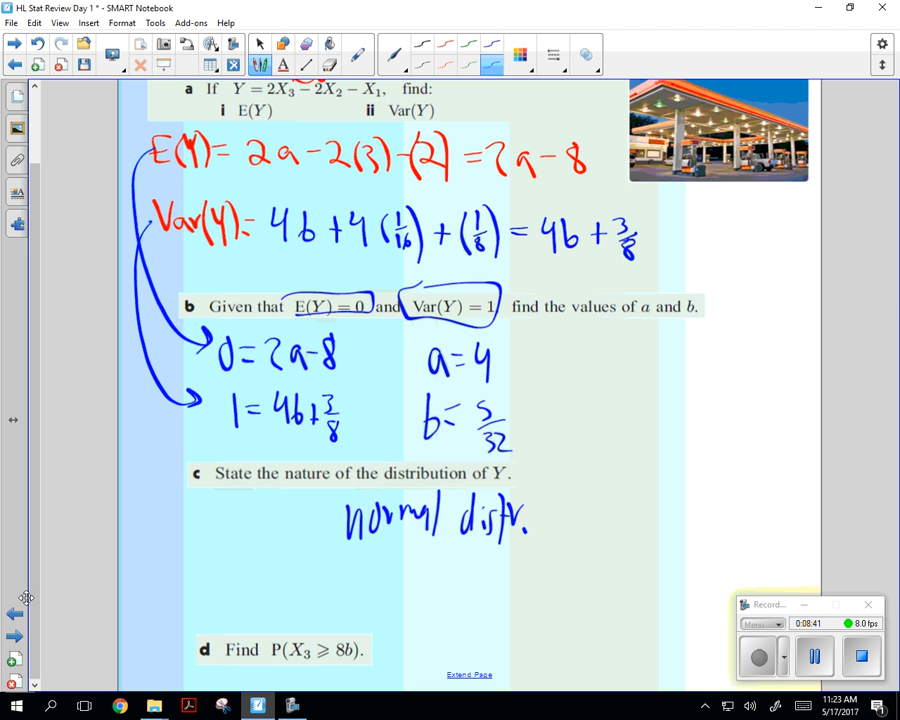 HL Stat Review Day 1 * - SMART Notebook
File Edit View Insert Format Tools Add-ons Help
a If Y = 2X₃ − 2X₂ − X₁, find:
i E(Y) ii Var(Y)
E(Y)= 2a-2(3)-(2) = 2a-8
Var(Y)= 4b+4(1/16)+(1/8) = 4b+3/8
b Given that E(Y) = 0 and Var(Y) = 1, find the values of a and b.
0=2a-8 a=4
1=4b+3/8 b=5/32
c State the nature of the distribution of Y.
normal distr.
d Find P(X₃ ⩾ 8b).
Extend Page
Record...
Menu... 0:08:41 8.0 fps
11:23 AM
5/17/2017